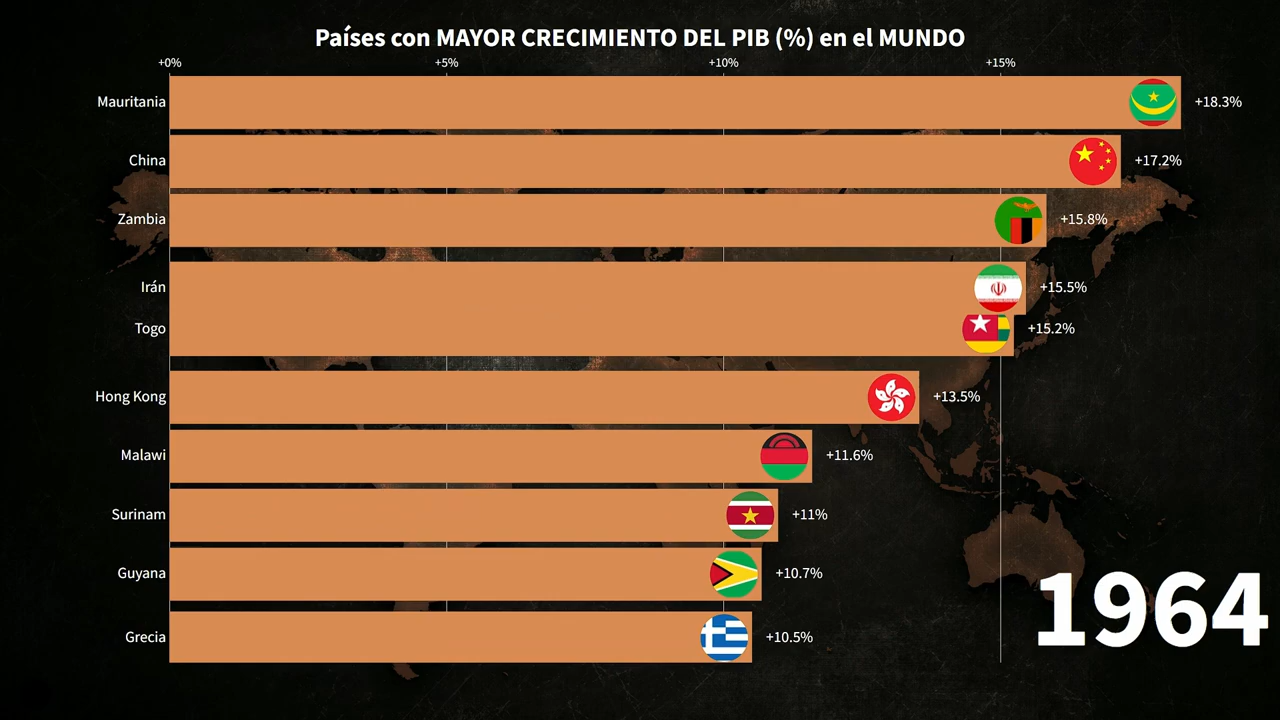 Países con MAYOR CRECIMIENTO DEL PIB (%) en el MUNDO
+0% +5% +10% +15%
Mauritania +18.3%
China +17.2%
Zambia +15.8%
Irán +15.5%
Togo +15.2%
Hong Kong +13.5%
Malawi +11.6%
Surinam +11%
Guyana +10.7%
Grecia +10.5%
1964